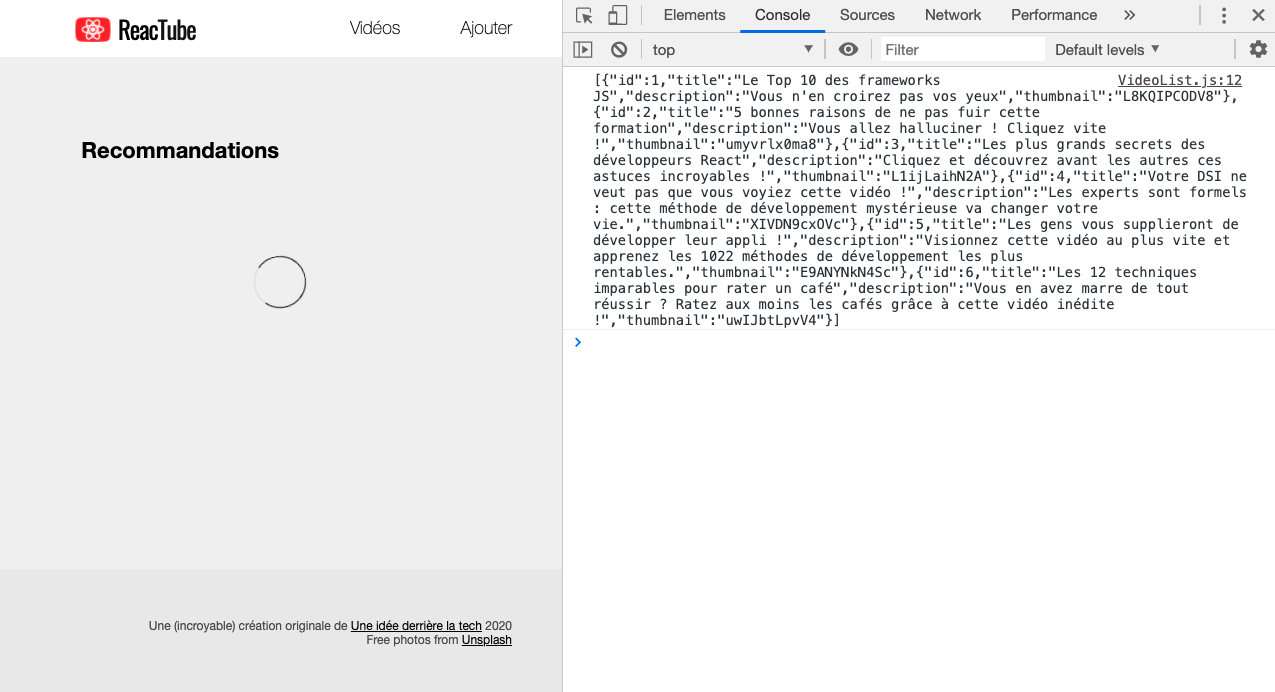 ReacTube
Vidéos
Ajouter
Recommandations
Une (incroyable) création originale de Une idée derrière la tech 2020
Free photos from Unsplash
Elements
Console
Sources
Network
Performance
»
top
Filter
Default levels
[{"id":1,"title":"Le Top 10 des frameworks
VideoList.js:12
JS","description":"Vous n'en croirez pas vos yeux","thumbnail":"L8KQIPCODV8"},
{"id":2,"title":"5 bonnes raisons de ne pas fuir cette
formation","description":"Vous allez halluciner ! Cliquez vite
!","thumbnail":"umyvrlx0ma8"},{"id":3,"title":"Les plus grands secrets des
développeurs React","description":"Cliquez et découvrez avant les autres ces
astuces incroyables !","thumbnail":"L1ijLaihN2A"},{"id":4,"title":"Votre DSI ne
veut pas que vous voyiez cette vidéo !","description":"Les experts sont formels
: cette méthode de développement mystérieuse va changer votre
vie.","thumbnail":"XIVDN9cxOVc"},{"id":5,"title":"Les gens vous supplieront de
développer leur appli !","description":"Visionnez cette vidéo au plus vite et
apprenez les 1022 méthodes de développement les plus
rentables.","thumbnail":"E9ANYNkN4Sc"},{"id":6,"title":"Les 12 techniques
imparables pour rater un café","description":"Vous en avez marre de tout
réussir ? Ratez aux moins les cafés grâce à cette vidéo inédite
!","thumbnail":"uwIJbtLpvV4"}]